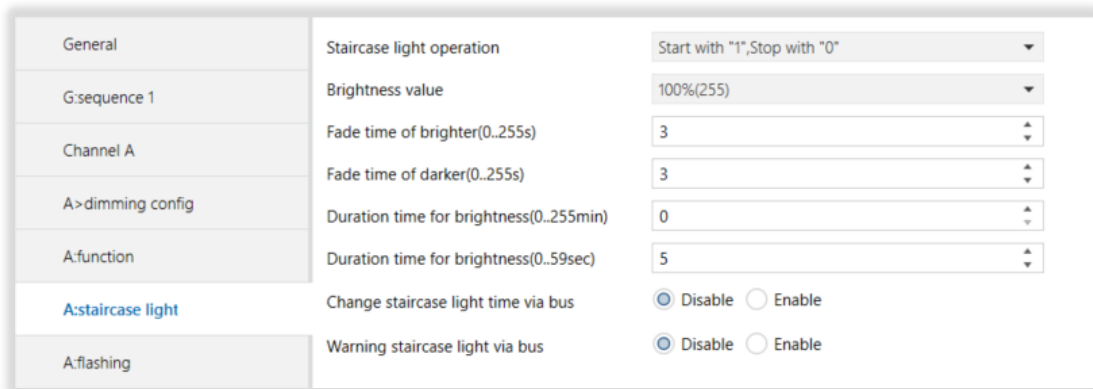 General
G:sequence 1
Channel A
A>dimming config
A:function
A:staircase light
A:flashing
Staircase light operation Start with "1",Stop with "0"
Brightness value 100%(255)
Fade time of brighter(0..255s) 3
Fade time of darker(0..255s) 3
Duration time for brightness(0..255min) 0
Duration time for brightness(0..59sec) 5
Change staircase light time via bus Disable Enable
Warning staircase light via bus Disable Enable